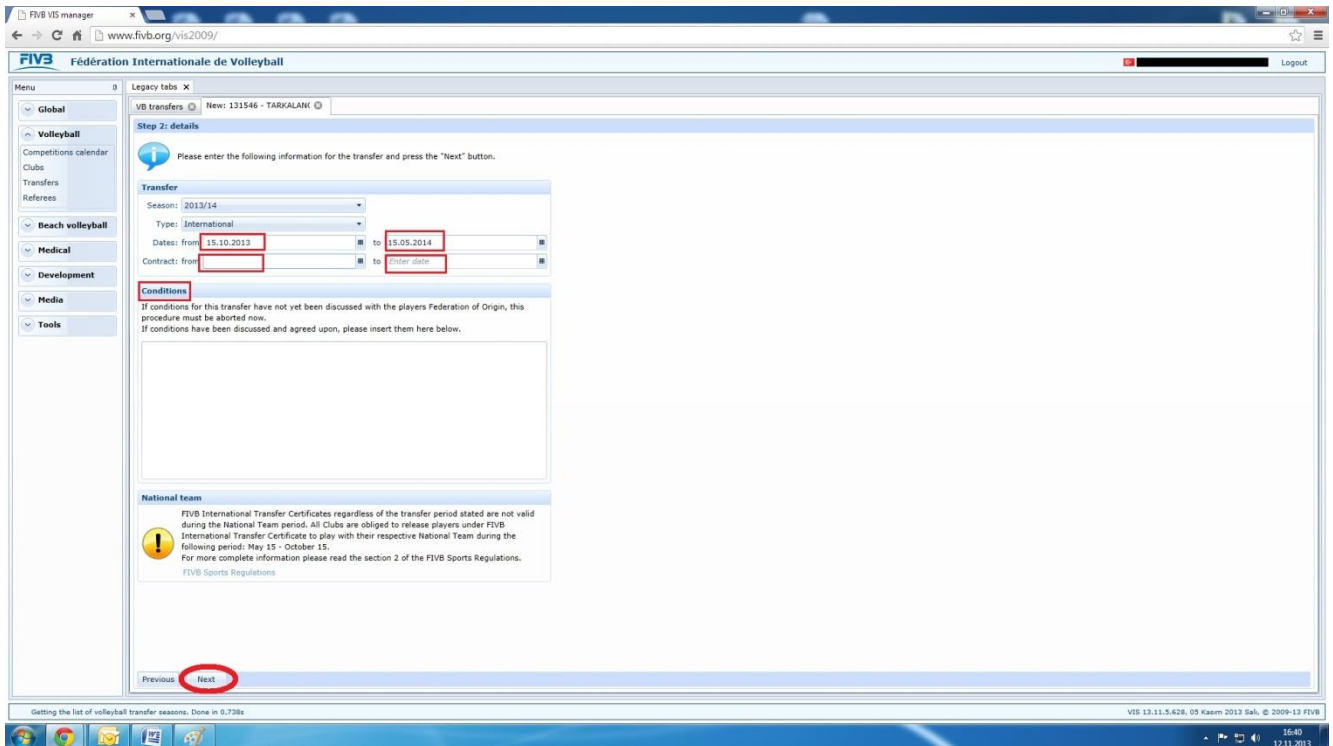 FIVB VIS manager
www.fivb.org/vis2009/
FIVB Fédération Internationale de Volleyball
Logout
Menu
Legacy tabs
Global
Volleyball
Competitions calendar
Clubs
Transfers
Referees
Beach volleyball
Medical
Development
Media
Tools
VB transfers New: 131546 - TARKALAN(
Step 2: details
Please enter the following information for the transfer and press the "Next" button.
Transfer
Season: 2013/14
Type: International
Dates: from 15.10.2013 to 15.05.2014
Contract: from to Enter date
Conditions
If conditions for this transfer have not yet been discussed with the players Federation of Origin, this
procedure must be aborted now.
If conditions have been discussed and agreed upon, please insert them here below.
National team
FIVB International Transfer Certificates regardless of the transfer period stated are not valid
during the National Team period. All Clubs are obliged to release players under FIVB
International Transfer Certificate to play with their respective National Team during the
following period: May 15 - October 15.
For more complete information please read the section 2 of the FIVB Sports Regulations.
FIVB Sports Regulations
Previous Next
Getting the list of volleyball transfer seasons. Done in 0,738s
VIS 13.11.5.628, 05 Kasım 2013 Salı, © 2009-13 FIVB
16:40
12.11.2013